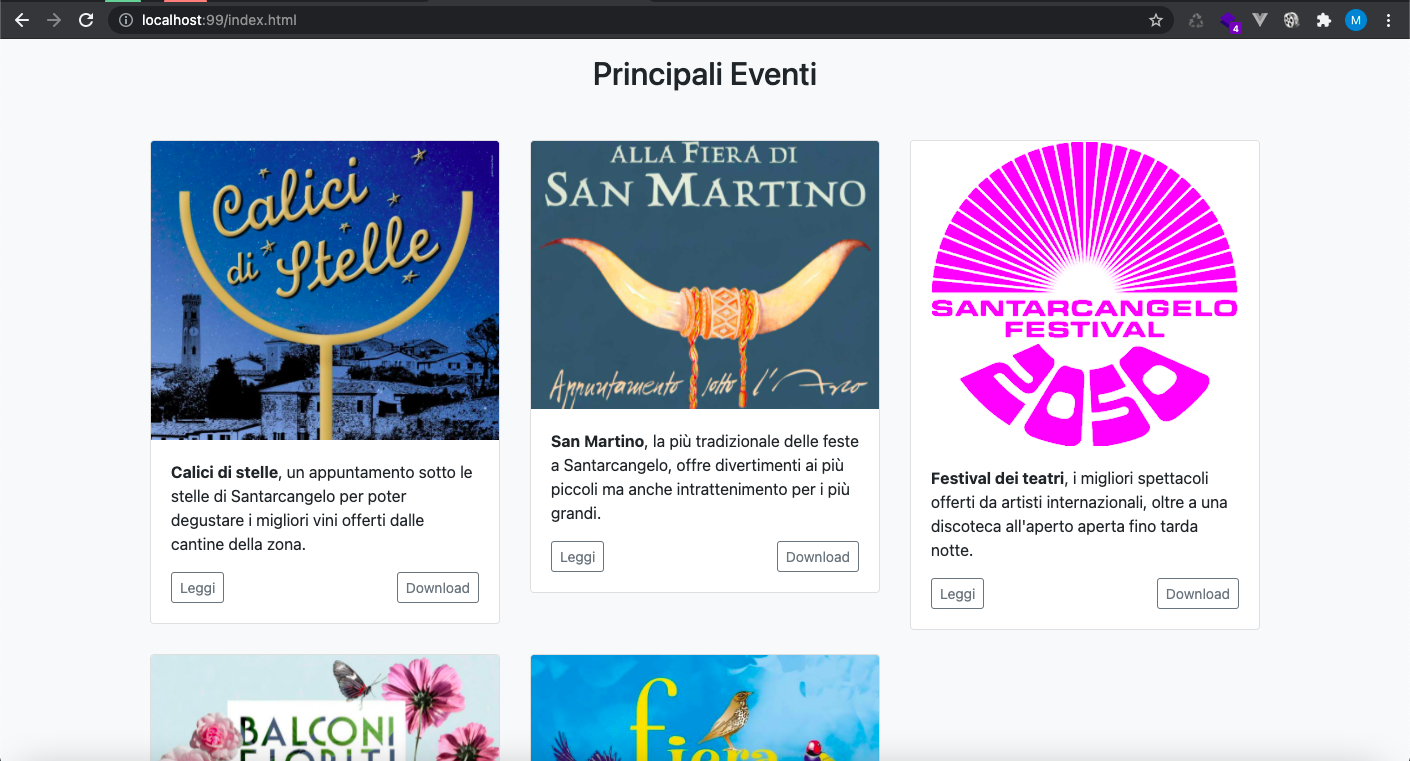 localhost:99/index.html
4
M
Principali Eventi
Calici
di Stelle
ALLA FIERA DI
SAN MARTINO
Appuntamento sotto l'Arco
SANTARCANGELO
FESTIVAL
2050
Calici di stelle, un appuntamento sotto le
stelle di Santarcangelo per poter
degustare i migliori vini offerti dalle
cantine della zona.
Leggi
Download
San Martino, la più tradizionale delle feste
a Santarcangelo, offre divertimenti ai più
piccoli ma anche intrattenimento per i più
grandi.
Leggi
Download
Festival dei teatri, i migliori spettacoli
offerti da artisti internazionali, oltre a una
discoteca all'aperto aperta fino tarda
notte.
Leggi
Download
BALCONI
FIORITI
fiera